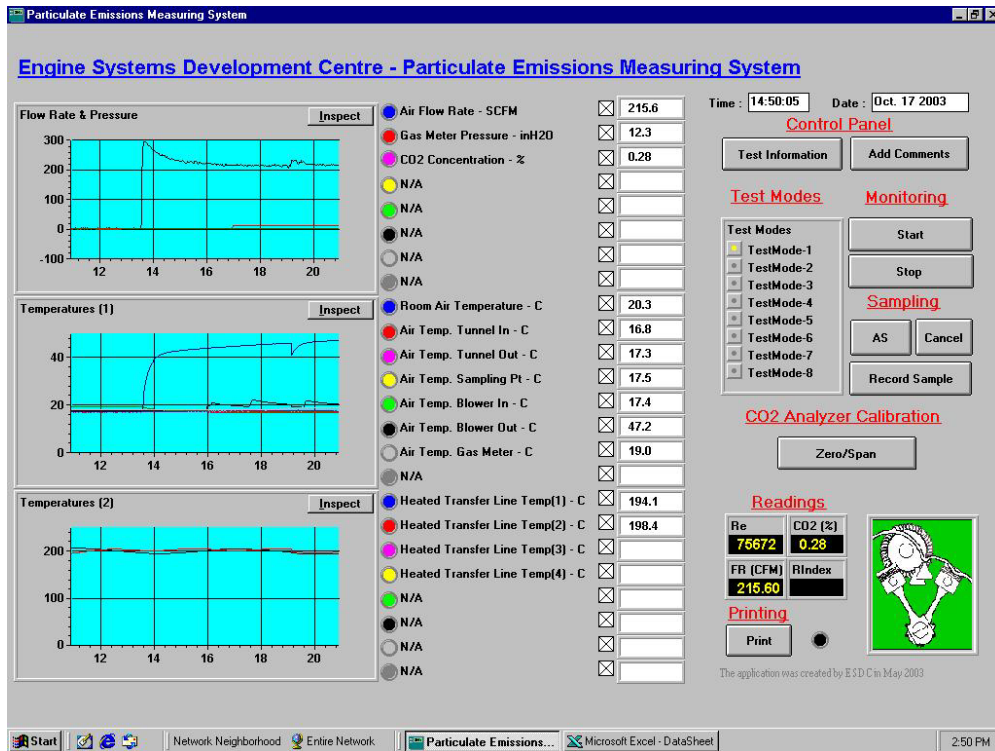 Particulate Emissions Measuring System
Engine Systems Development Centre - Particulate Emissions Measuring System
Flow Rate & Pressure
Inspect
300
200
100
0
-100
12 14 16 18 20
Temperatures (1)
Inspect
40
20
0
12 14 16 18 20
Temperatures (2)
Inspect
200
100
0
12 14 16 18 20
Air Flow Rate - SCFM 215.6
Gas Meter Pressure - inH2O 12.3
CO2 Concentration - % 0.28
N/A
N/A
N/A
N/A
N/A
Room Air Temperature - C 20.3
Air Temp. Tunnel In - C 16.8
Air Temp. Tunnel Out - C 17.3
Air Temp. Sampling Pt - C 17.5
Air Temp. Blower In - C 17.4
Air Temp. Blower Out - C 47.2
Air Temp. Gas Meter - C 19.0
N/A
Heated Transfer Line Temp(1) - C 194.1
Heated Transfer Line Temp(2) - C 198.4
Heated Transfer Line Temp(3) - C
Heated Transfer Line Temp(4) - C
N/A
N/A
N/A
N/A
Time : 14:50:05 Date : Oct. 17 2003
Control Panel
Test Information Add Comments
Test Modes
Test Modes
TestMode-1
TestMode-2
TestMode-3
TestMode-4
TestMode-5
TestMode-6
TestMode-7
TestMode-8
Monitoring
Start
Stop
Sampling
AS Cancel
Record Sample
CO2 Analyzer Calibration
Zero/Span
Readings
Re CO2 (%)
75672 0.28
FR (CFM) RIndex
215.60
Printing
Print
The application was created by ESDC in May 2003
Start Network Neighborhood Entire Network Particulate Emissions... Microsoft Excel - DataSheet 2:50 PM